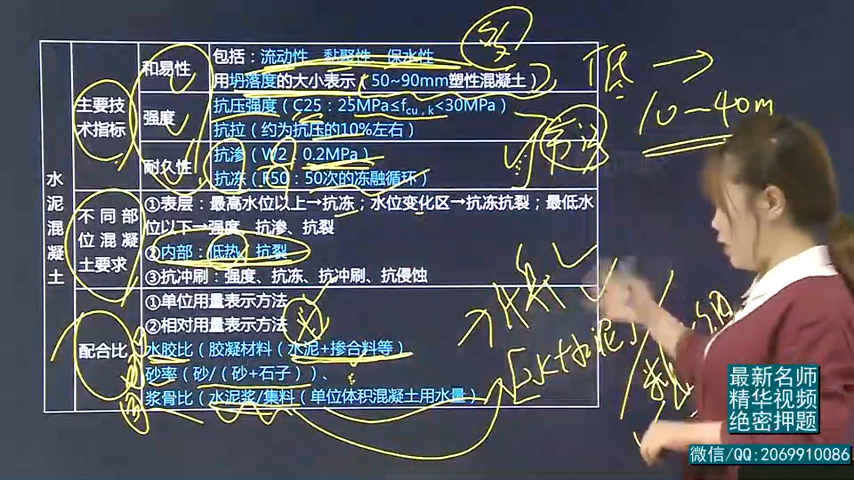 水泥混凝土
主要技术指标
和易性
包括：流动性、黏聚性、保水性
用坍落度的大小表示（50~90mm塑性混凝土）
强度
抗压强度（C25：25MPa≤fcu,k<30MPa）
抗拉（约为抗压的10%左右）
耐久性
抗渗（W2：0.2MPa）
抗冻（F50：50次的冻融循环）
不同部位混凝土要求
①表层：最高水位以上→抗冻；水位变化区→抗冻抗裂；最低水
位以下→强度、抗渗、抗裂
②内部：低热、抗裂
③抗冲刷：强度、抗冻、抗冲刷、抗侵蚀
配合比
①单位用量表示方法
②相对用量表示方法
水胶比（胶凝材料（水泥+掺合料等）
砂率（砂/（砂+石子））、
浆骨比（水泥浆/集料（单位体积混凝土用水量）
低 →
10-40m
[水+水泥]
最新名师
精华视频
绝密押题
微信/QQ:2069910086